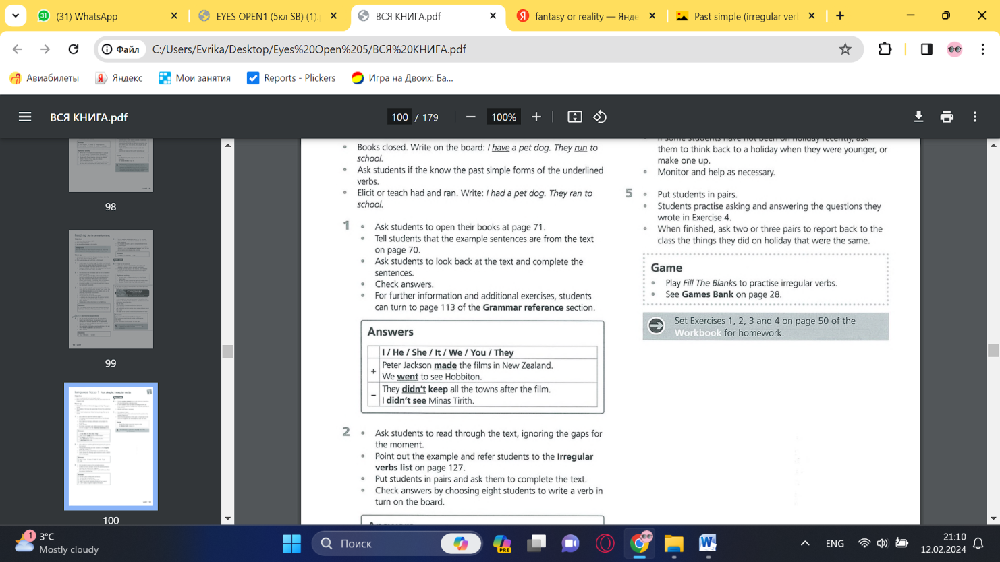 (31) WhatsApp
EYES OPEN1 (5кл SB) (1).
ВСЯ КНИГА.pdf
fantasy or reality — Янде
Past simple (irregular ver
Файл
C:/Users/Evrika/Desktop/Eyes%20Open%205/ВСЯ%20КНИГА.pdf
Авиабилеты
Яндекс
Мои занятия
Reports - Plickers
Игра на Двоих: Ба...
ВСЯ КНИГА.pdf
100 / 179
100%
98
99
100
• Books closed. Write on the board: I have a pet dog. They run to
school.
• Ask students if the know the past simple forms of the underlined
verbs.
• Elicit or teach had and ran. Write: I had a pet dog. They ran to
school.
1 • Ask students to open their books at page 71.
• Tell students that the example sentences are from the text
on page 70.
• Ask students to look back at the text and complete the
sentences.
• Check answers.
• For further information and additional exercises, students
can turn to page 113 of the Grammar reference section.
Answers
I / He / She / It / We / You / They
+ Peter Jackson made the films in New Zealand.
We went to see Hobbiton.
– They didn't keep all the towns after the film.
I didn't see Minas Tirith.
2 • Ask students to read through the text, ignoring the gaps for
the moment.
• Point out the example and refer students to the Irregular
verbs list on page 127.
• Put students in pairs and ask them to complete the text.
• Check answers by choosing eight students to write a verb in
turn on the board.
• If some students have not been on holiday recently, ask
them to think back to a holiday when they were younger, or
make one up.
• Monitor and help as necessary.
5 • Put students in pairs.
• Students practise asking and answering the questions they
wrote in Exercise 4.
• When finished, ask two or three pairs to report back to the
class the things they did on holiday that were the same.
Game
• Play Fill The Blanks to practise irregular verbs.
• See Games Bank on page 28.
Set Exercises 1, 2, 3 and 4 on page 50 of the
Workbook for homework.
1
3°C
Mostly cloudy
Поиск
PRE
ENG
21:10
12.02.2024